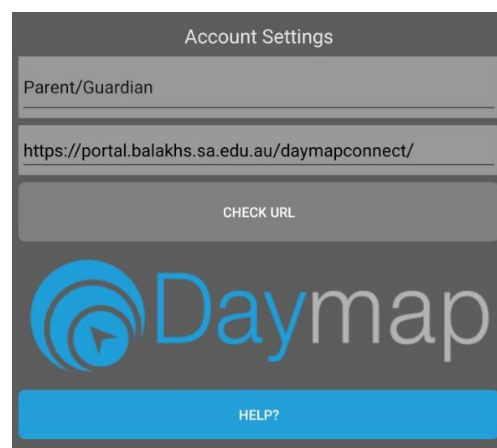 Account Settings
Parent/Guardian
https://portal.balakhs.sa.edu.au/daymapconnect/
CHECK URL
Daymap
HELP?